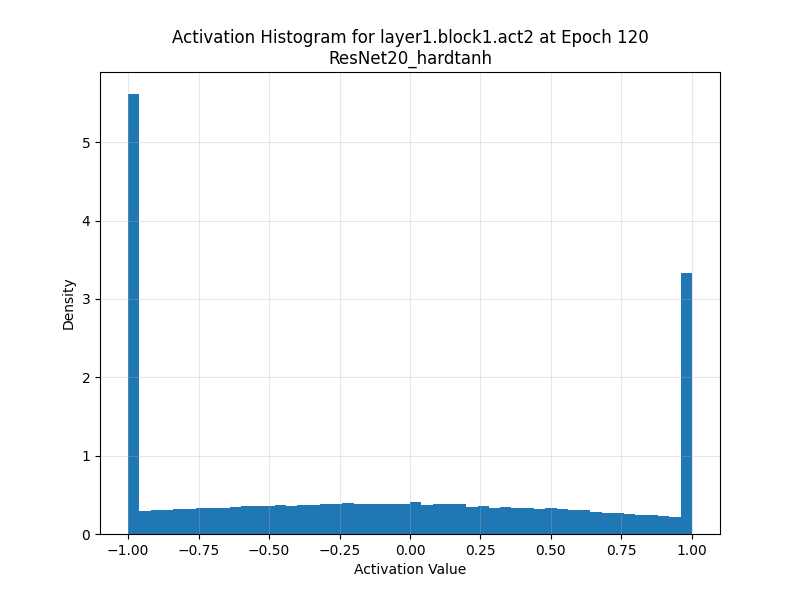 Activation Histogram for layer1.block1.act2 at Epoch 120
ResNet20_hardtanh
Density
5
4
3
2
1
0
−1.00 −0.75 −0.50 −0.25 0.00 0.25 0.50 0.75 1.00
Activation Value